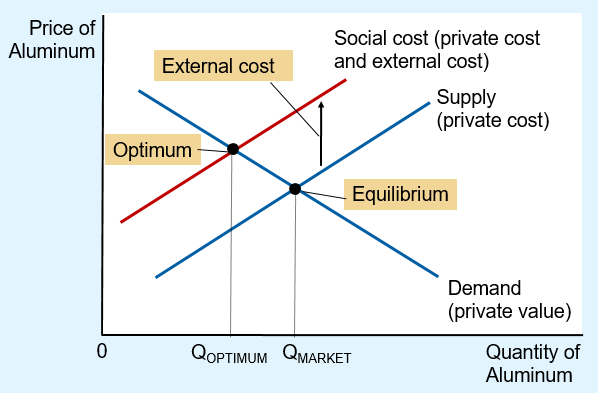 Price of
Aluminum
Social cost (private cost
and external cost)
External cost
Supply
(private cost)
Optimum
Equilibrium
Demand
(private value)
0
QOPTIMUM
QMARKET
Quantity of
Aluminum